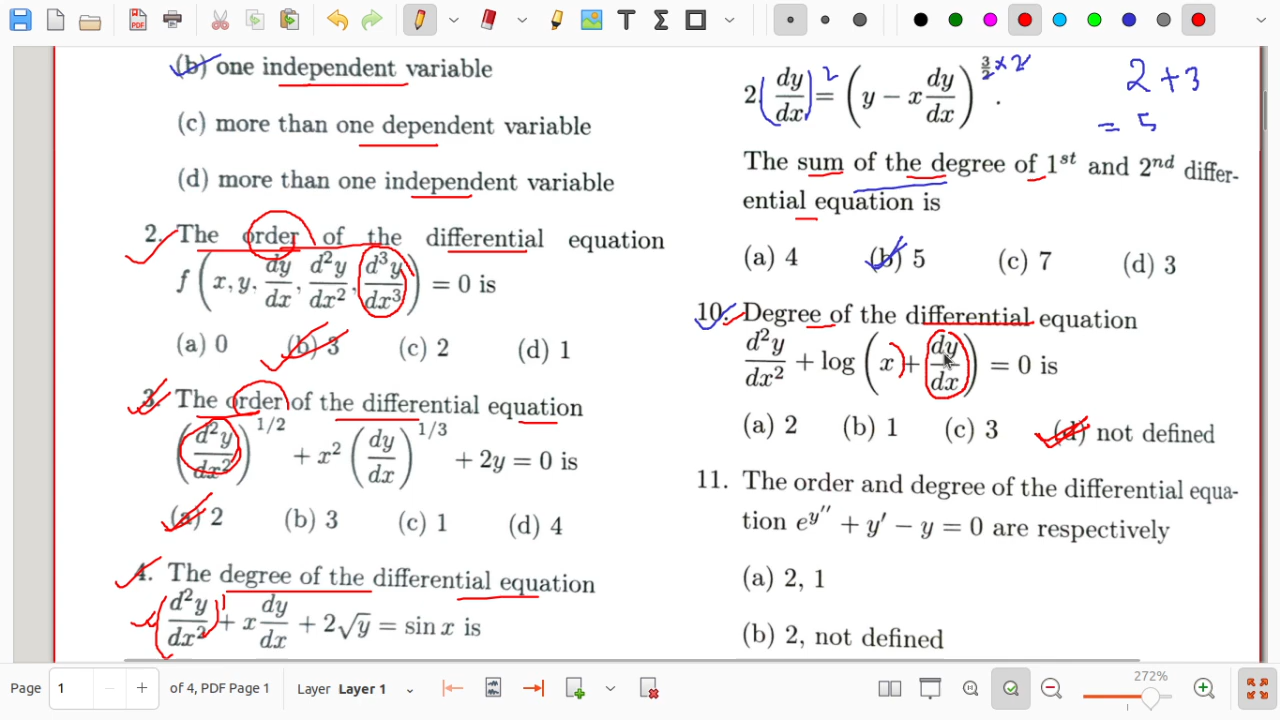 (b) one independent variable
(c) more than one dependent variable
(d) more than one independent variable
2. The order of the differential equation
f(x, y, dy/dx, d²y/dx², d³y/dx³) = 0 is
(a) 0 (b) 3 (c) 2 (d) 1
3. The order of the differential equation
(d²y/dx²)^1/2 + x² (dy/dx)^1/3 + 2y = 0 is
(a) 2 (b) 3 (c) 1 (d) 4
4. The degree of the differential equation
(d²y/dx²)^1 + x dy/dx + 2√y = sin x is
2(dy/dx)² = (y − x dy/dx)^3/2 × 2.
2 + 3
= 5
The sum of the degree of 1st and 2nd differ-
ential equation is
(a) 4 (b) 5 (c) 7 (d) 3
10. Degree of the differential equation
d²y/dx² + log(x + dy/dx) = 0 is
(a) 2 (b) 1 (c) 3 (d) not defined
11. The order and degree of the differential equa-
tion e^y″ + y′ − y = 0 are respectively
(a) 2, 1
(b) 2, not defined
Page 1 of 4, PDF Page 1 Layer Layer 1 272%